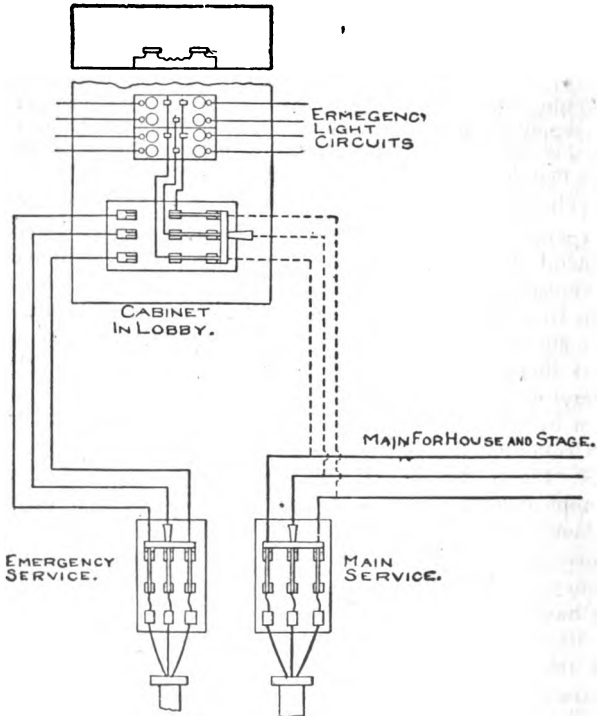 ERMEGENCY
LIGHT
CIRCUITS
CABINET
IN LOBBY.
MAIN FOR HOUSE AND STAGE.
EMERGENCY
SERVICE.
MAIN
SERVICE.